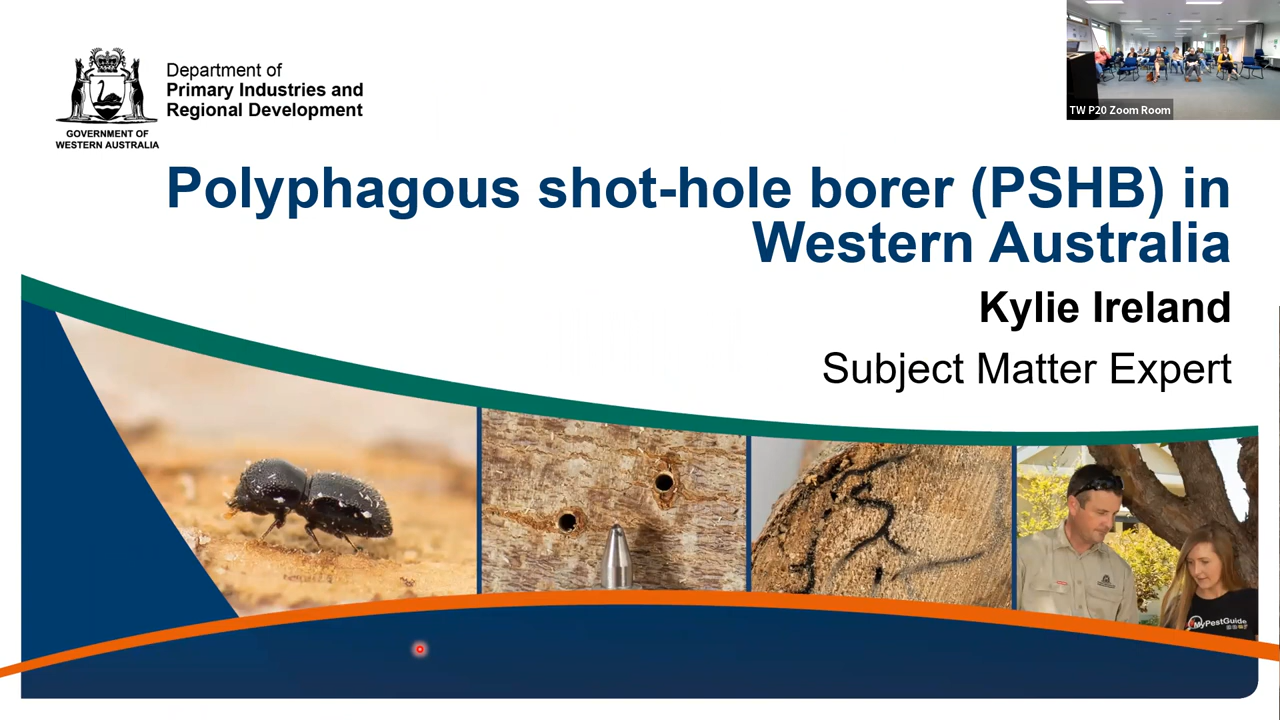 Department of
Primary Industries and
Regional Development
GOVERNMENT OF
WESTERN AUSTRALIA
TW P20 Zoom Room
Polyphagous shot-hole borer (PSHB) in
Western Australia
Kylie Ireland
Subject Matter Expert
MyPestGuide